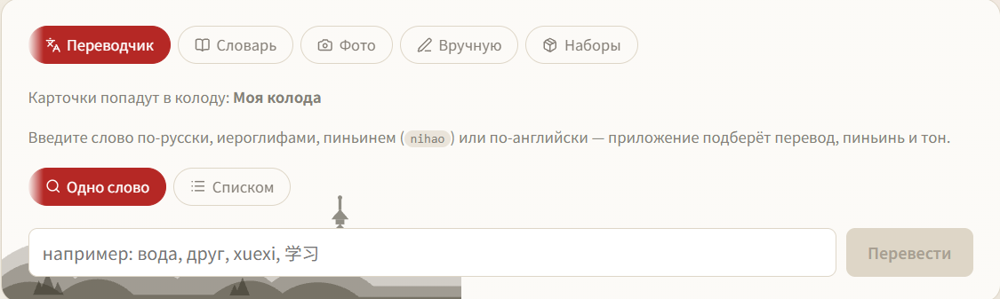 Переводчик Словарь Фото Вручную Наборы
Карточки попадут в колоду: Моя колода
Введите слово по-русски, иероглифами, пиньинем (nihao) или по-английски — приложение подберёт перевод, пиньинь и тон.
Одно слово Списком
например: вода, друг, xuexi, 学习 Перевести